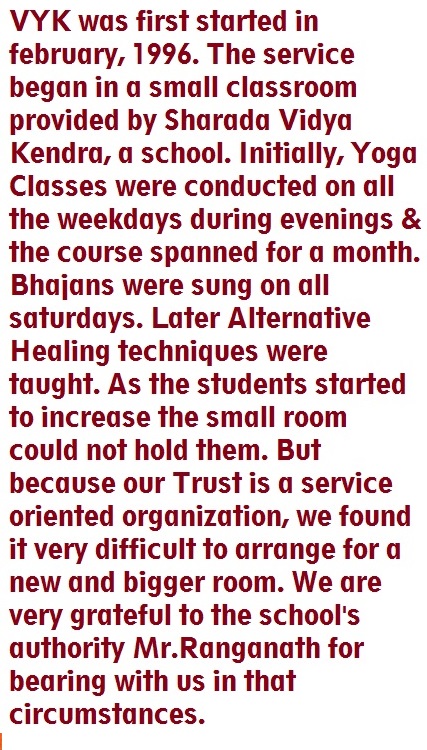 VYK was first started in
february, 1996. The service
began in a small classroom
provided by Sharada Vidya
Kendra, a school. Initially, Yoga
Classes were conducted on all
the weekdays during evenings &
the course spanned for a month.
Bhajans were sung on all
saturdays. Later Alternative
Healing techniques were
taught. As the students started
to increase the small room
could not hold them. But
because our Trust is a service
oriented organization, we found
it very difficult to arrange for a
new and bigger room. We are
very grateful to the school's
authority Mr.Ranganath for
bearing with us in that
circumstances.